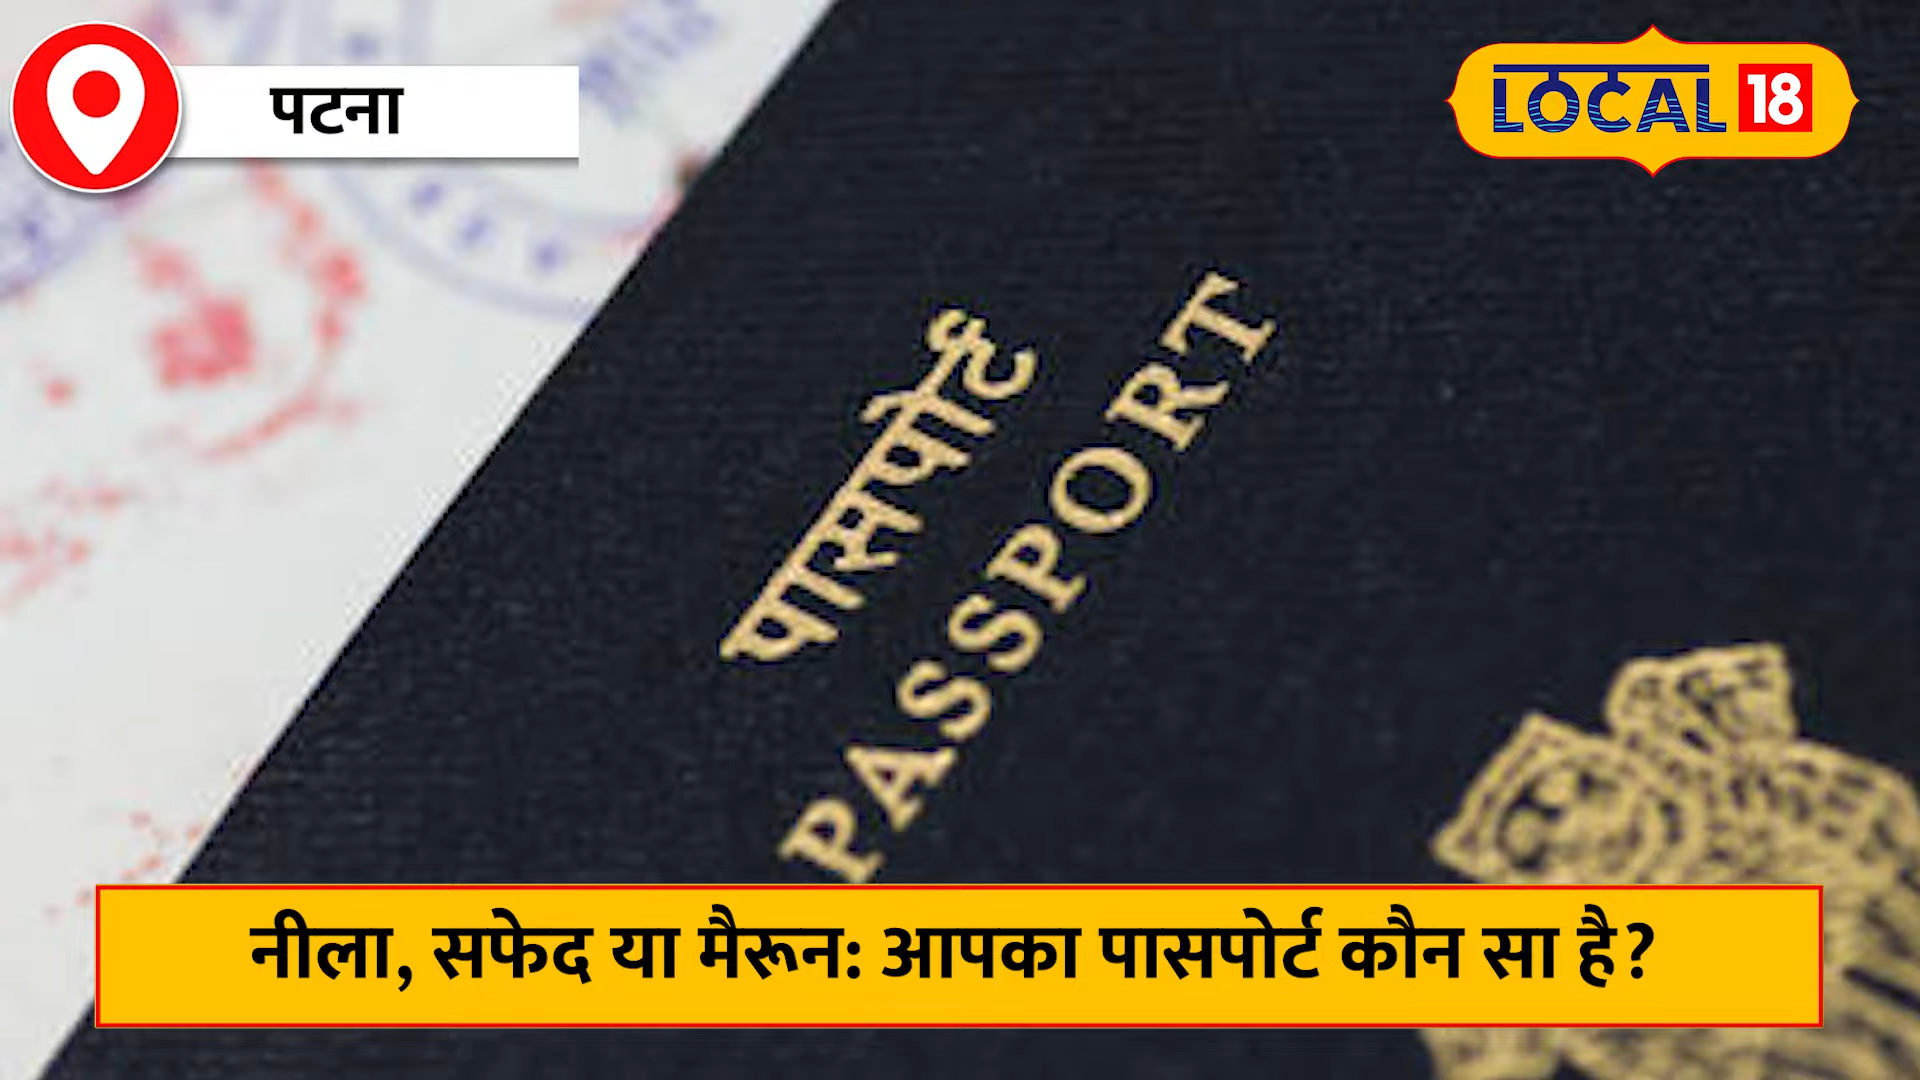 पटना
LOCAL 18
पासपोर्ट
PASSPORT
नीला, सफेद या मैरून: आपका पासपोर्ट कौन सा है?